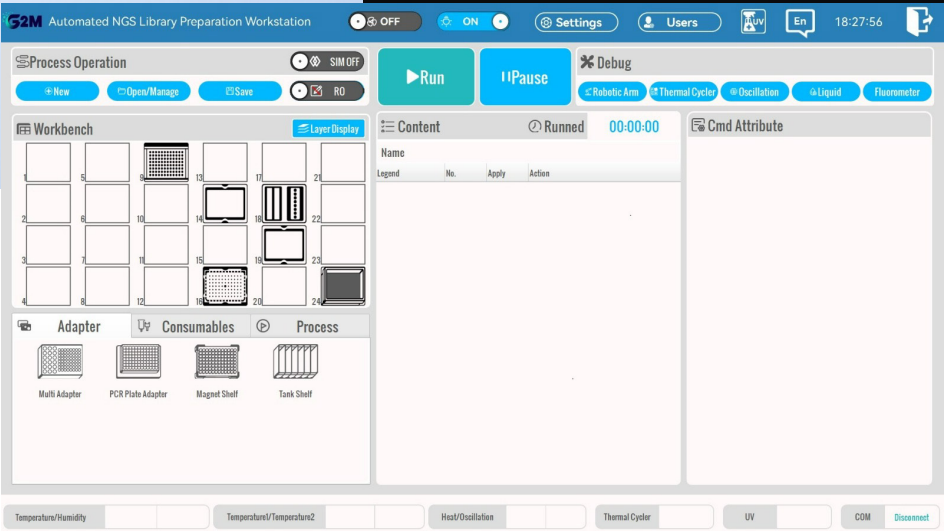 G2M Automated NGS Library Preparation Workstation OFF ON Settings Users UV En 18:27:56
Process Operation SIM OFF
New Open/Manage Save RO
Run Pause
Debug
Robotic Arm Thermal Cycler Oscillation Liquid Fluorometer
Workbench Layer Display
1 5 9 13 17 21
2 6 10 14 18 22
3 7 11 15 19 23
4 8 12 16 20 24
Adapter Consumables Process
Multi Adapter PCR Plate Adapter Magnet Shelf Tank Shelf
Content Runned 00:00:00
Name
Legend No. Apply Action
Cmd Attribute
Temperature/Humidity Temperature1/Temperature2 Heat/Oscillation Thermal Cycler UV COM Disconnect